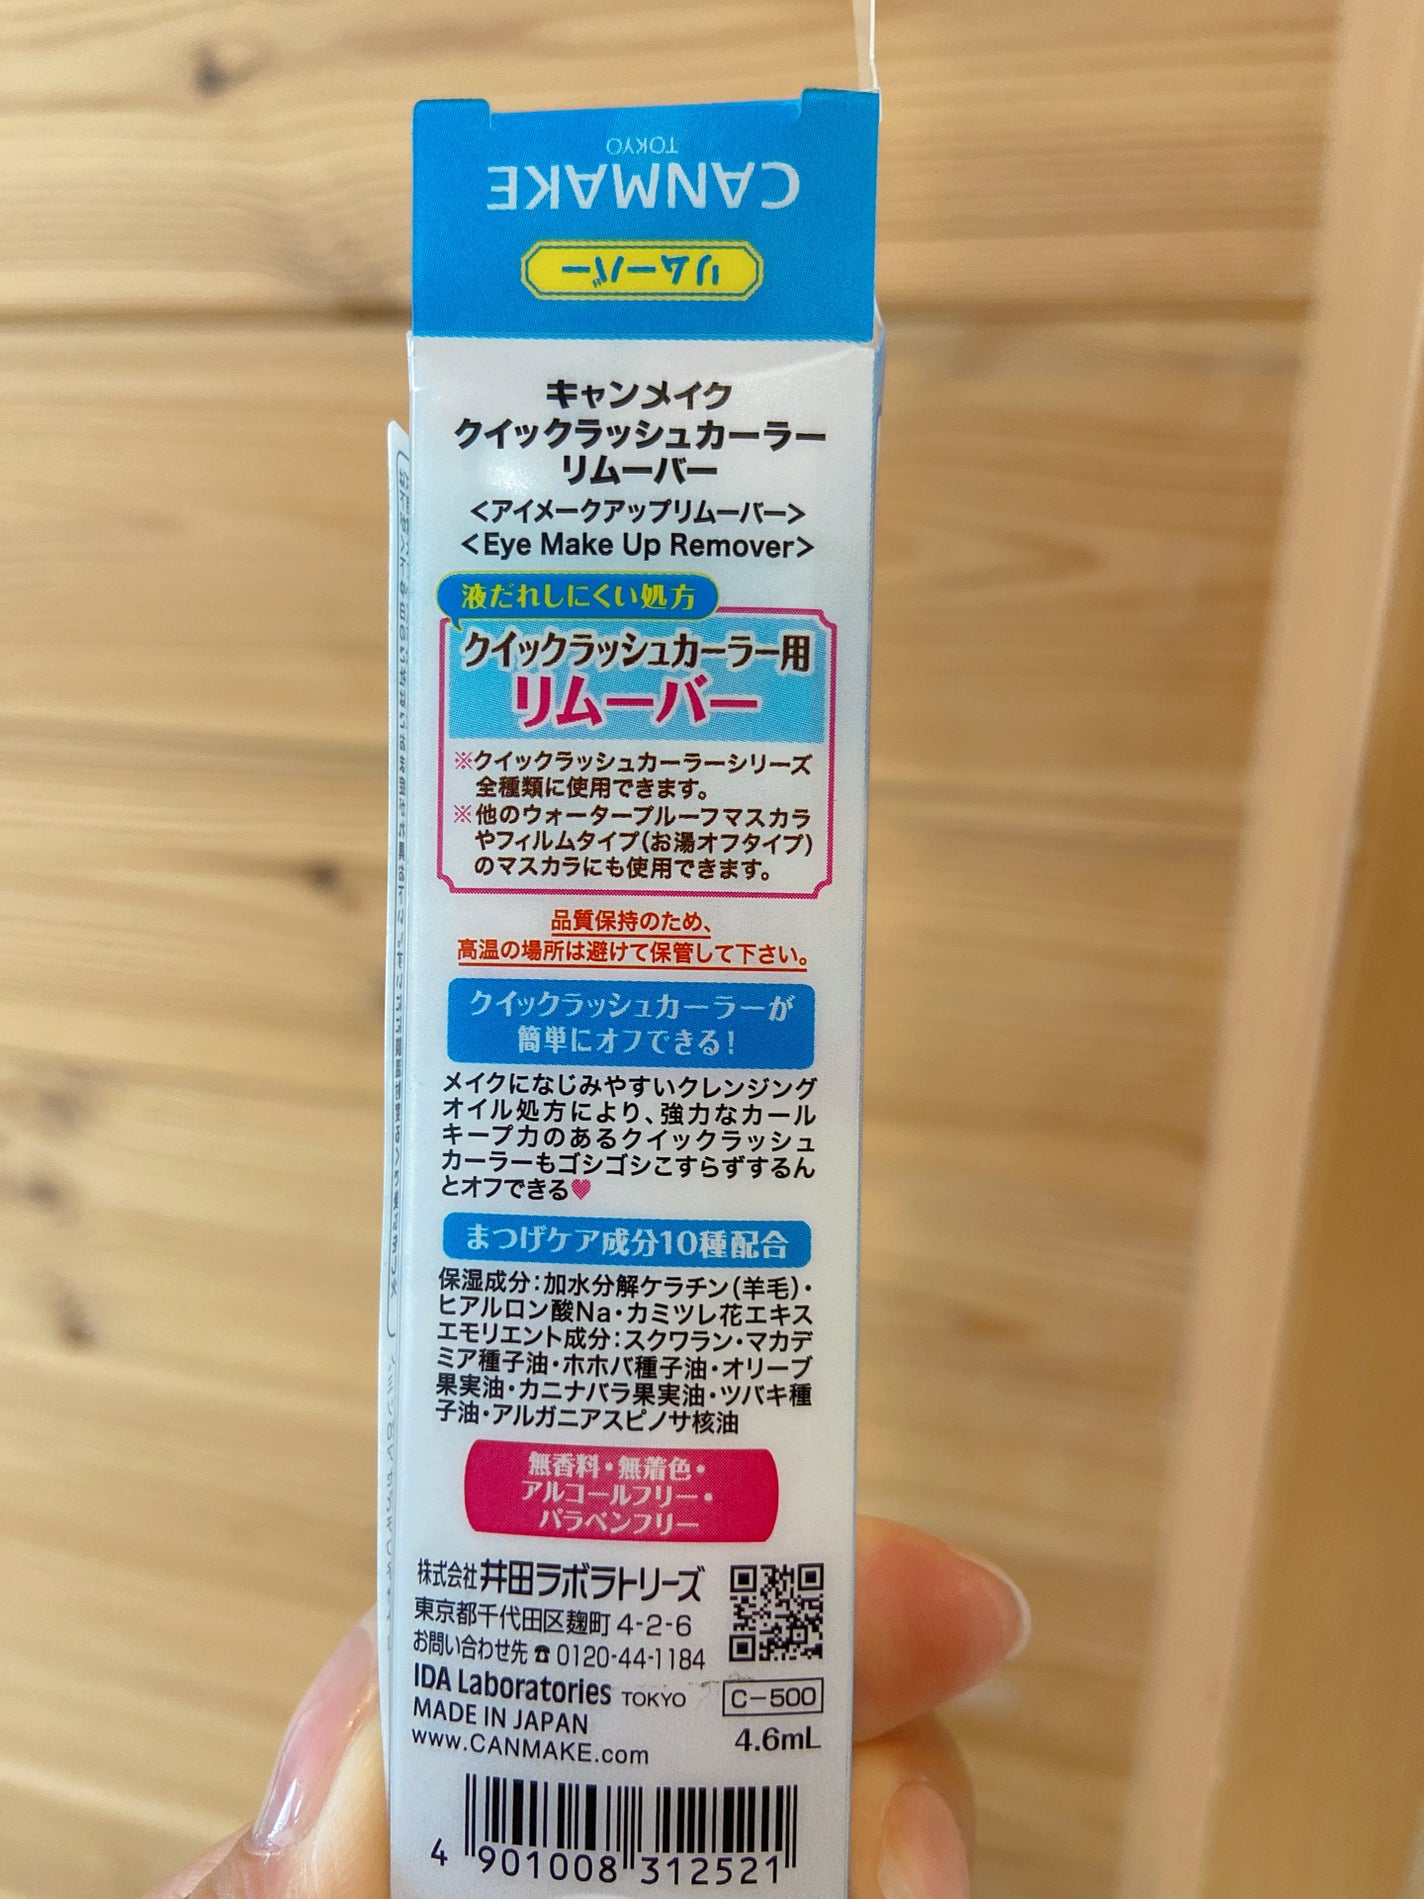 CANMAKE
TOKYO
リムーバー
キャンメイク
クイックラッシュカーラー
リムーバー
<アイメークアップリムーバー>
<Eye Make Up Remover>
液だれしにくい処方
クイックラッシュカーラー用
リムーバー
※クイックラッシュカーラーシリーズ
全種類に使用できます。
※他のウォータープルーフマスカラ
やフィルムタイプ(お湯オフタイプ)
のマスカラにも使用できます。
品質保持のため、
高温の場所は避けて保管して下さい。
クイックラッシュカーラーが
簡単にオフできる!
メイクになじみやすいクレンジング
オイル処方により、強力なカール
キープ力のあるクイックラッシュ
カーラーもゴシゴシこすらずするん
とオフできる♥
まつげケア成分10種配合
保湿成分:加水分解ケラチン(羊毛)・
ヒアルロン酸Na・カミツレ花エキス
エモリエント成分:スクワラン・マカデ
ミア種子油・ホホバ種子油・オリーブ
果実油・カニナバラ果実油・ツバキ種
子油・アルガニアスピノサ核油
無香料・無着色・
アルコールフリー・
パラベンフリー
株式会社井田ラボラトリーズ
東京都千代田区麹町 4-2-6
お問い合わせ先 ☎ 0120-44-1184
IDA Laboratories TOKYO
C-500
MADE IN JAPAN
4.6mL
www.CANMAKE.com
4 901008 312521